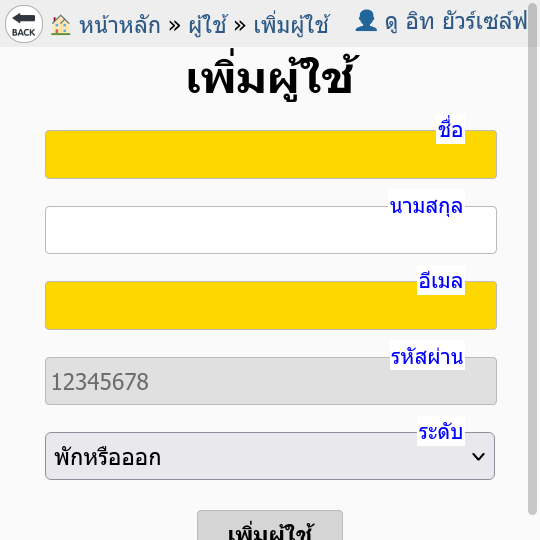 BACK หน้าหลัก » ผู้ใช้ » เพิ่มผู้ใช้ ดู อิท ยัวร์เซล์ฟ
เพิ่มผู้ใช้
ชื่อ
นามสกุล
อีเมล
รหัสผ่าน
12345678
ระดับ
พักหรือออก
เพิ่มผู้ใช้